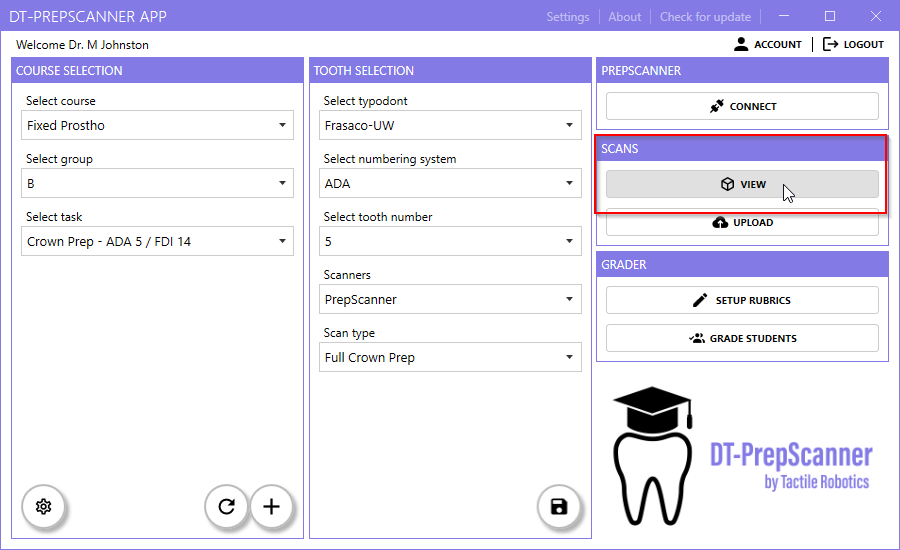 DT-PREPSCANNER APP
Settings
About
Check for update
Welcome Dr. M Johnston
ACCOUNT
LOGOUT
COURSE SELECTION
Select course
Fixed Prostho
Select group
B
Select task
Crown Prep - ADA 5 / FDI 14
TOOTH SELECTION
Select typodont
Frasaco-UW
Select numbering system
ADA
Select tooth number
5
Scanners
PrepScanner
Scan type
Full Crown Prep
PREPSCANNER
CONNECT
SCANS
VIEW
UPLOAD
GRADER
SETUP RUBRICS
GRADE STUDENTS
DT-PrepScanner
by Tactile Robotics